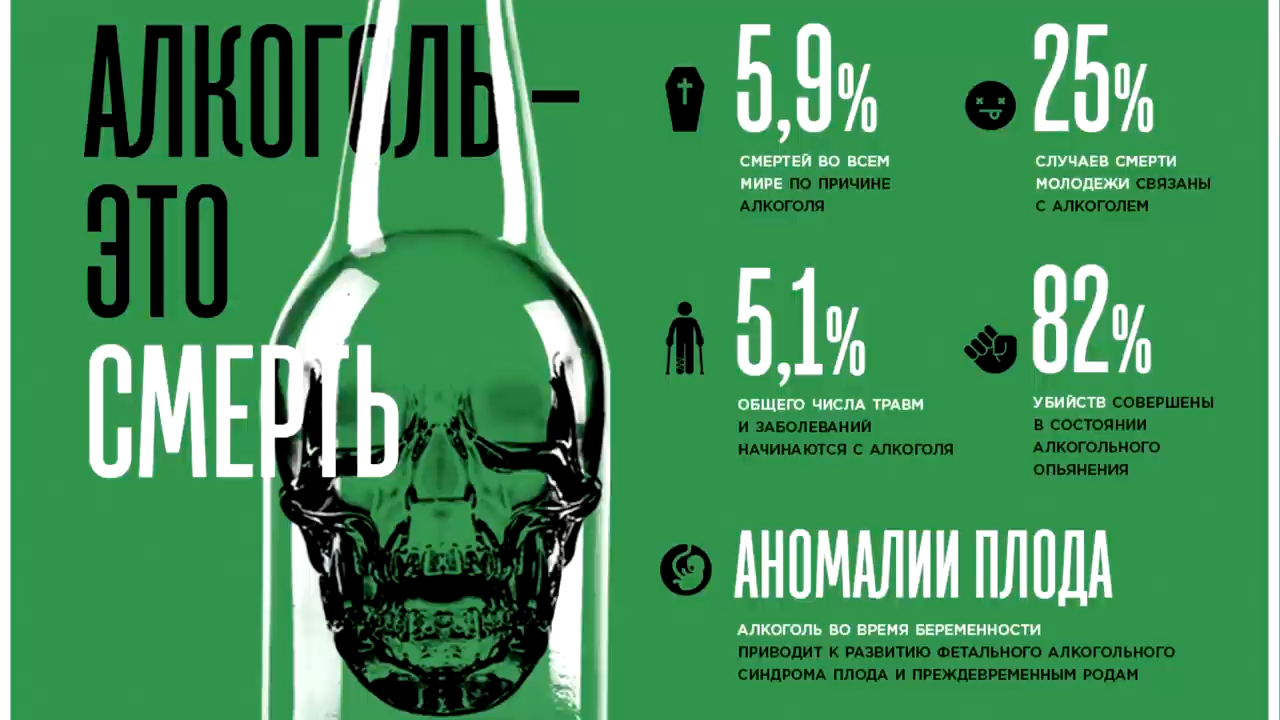 АЛКОГОЛЬ –
ЭТО
СМЕРТЬ
5,9%
СМЕРТЕЙ ВО ВСЕМ
МИРЕ ПО ПРИЧИНЕ
АЛКОГОЛЯ
25%
СЛУЧАЕВ СМЕРТИ
МОЛОДЕЖИ СВЯЗАНЫ
С АЛКОГОЛЕМ
5,1%
ОБЩЕГО ЧИСЛА ТРАВМ
И ЗАБОЛЕВАНИЙ
НАЧИНАЮТСЯ С АЛКОГОЛЯ
82%
УБИЙСТВ СОВЕРШЕНЫ
В СОСТОЯНИИ
АЛКОГОЛЬНОГО
ОПЬЯНЕНИЯ
АНОМАЛИИ ПЛОДА
АЛКОГОЛЬ ВО ВРЕМЯ БЕРЕМЕННОСТИ
ПРИВОДИТ К РАЗВИТИЮ ФЕТАЛЬНОГО АЛКОГОЛЬНОГО
СИНДРОМА ПЛОДА И ПРЕЖДЕВРЕМЕННЫМ РОДАМ